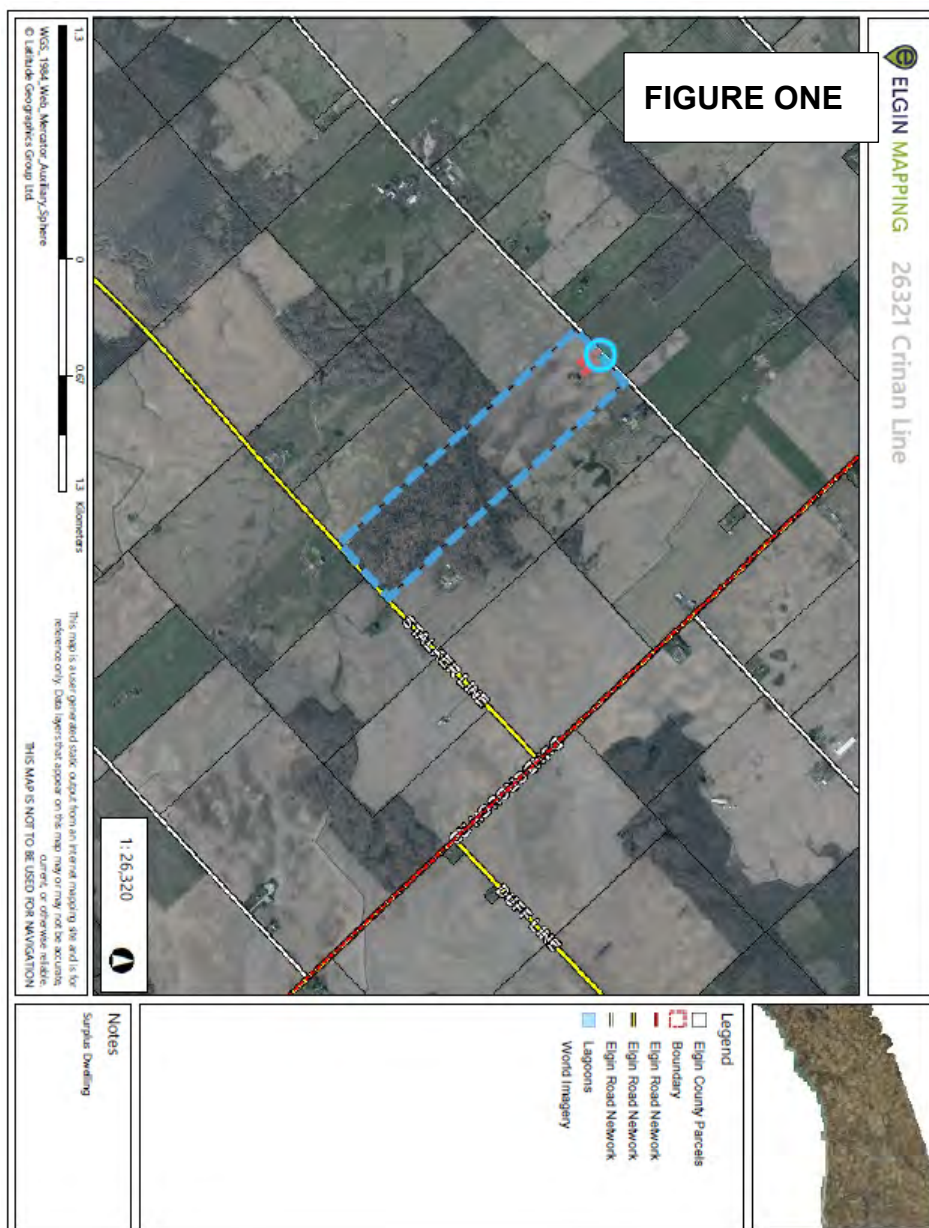 FIGURE ONE
ELGIN MAPPING 26321 Crinan Line
STALKER LINE
DUFF LINE
1: 26,320
Legend
Elgin County Parcels
Boundary
Elgin Road Network
Elgin Road Network
Elgin Road Network
Lagoons
World Imagery
Notes
Surplus Dwelling
1.3
0
0.67
1.3 Kilometers
WGS_1984_Web_Mercator_Auxiliary_Sphere
© Latitude Geographics Group Ltd.
This map is a user generated static output from an internet mapping site and is for
reference only. Data layers that appear on this map may or may not be accurate,
current, or otherwise reliable.
THIS MAP IS NOT TO BE USED FOR NAVIGATION